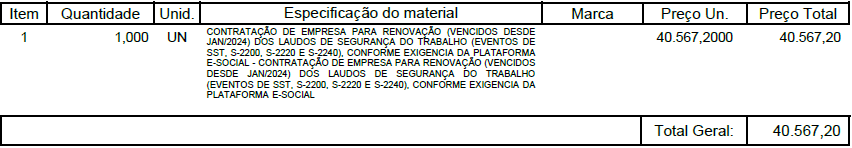 Item Quantidade Unid. Especificação do material Marca Preço Un. Preço Total
1 1,000 UN CONTRATAÇÃO DE EMPRESA PARA RENOVAÇÃO (VENCIDOS DESDE 40.567,2000 40.567,20
JAN/2024) DOS LAUDOS DE SEGURANÇA DO TRABALHO (EVENTOS DE
SST, S-2200, S-2220 E S-2240), CONFORME EXIGENCIA DA PLATAFORMA
E-SOCIAL - CONTRATAÇÃO DE EMPRESA PARA RENOVAÇÃO (VENCIDOS
DESDE JAN/2024) DOS LAUDOS DE SEGURANÇA DO TRABALHO
(EVENTOS DE SST, S-2200, S-2220 E S-2240), CONFORME EXIGENCIA DA
PLATAFORMA E-SOCIAL
Total Geral: 40.567,20